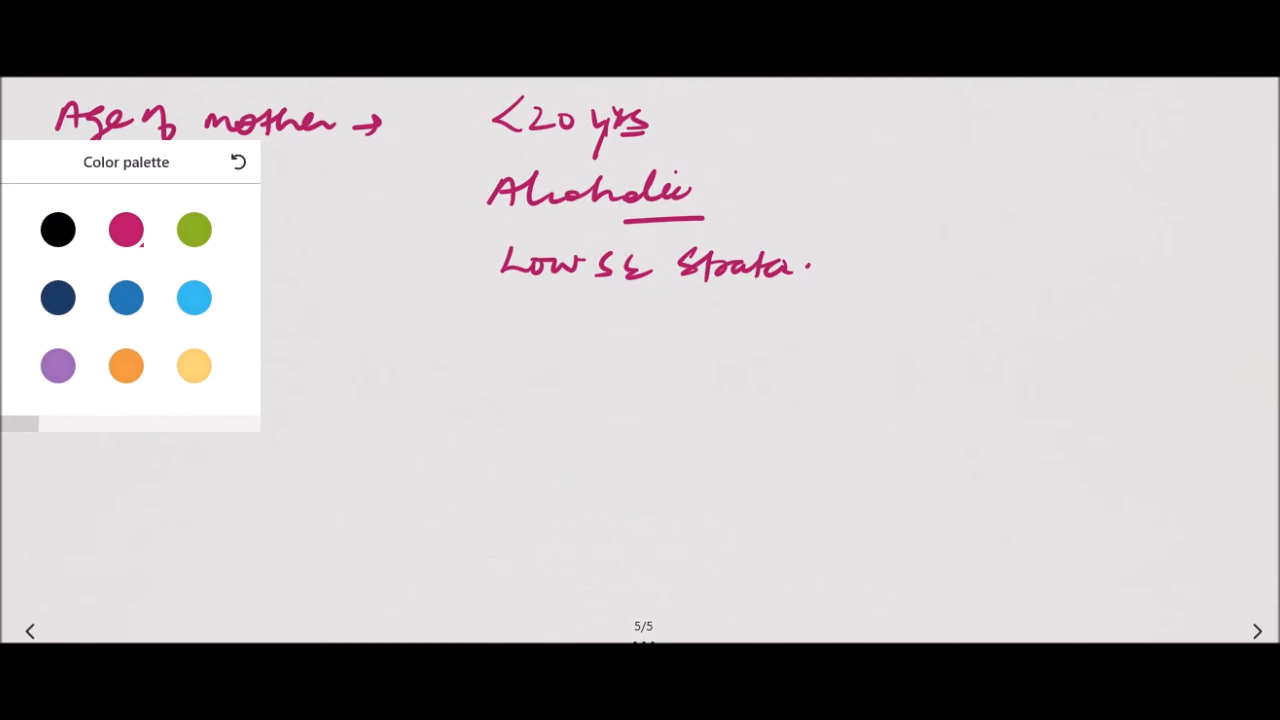 Age of mother → <20 yrs
Alcoholic
Low SE Strata.
Color palette
5/5